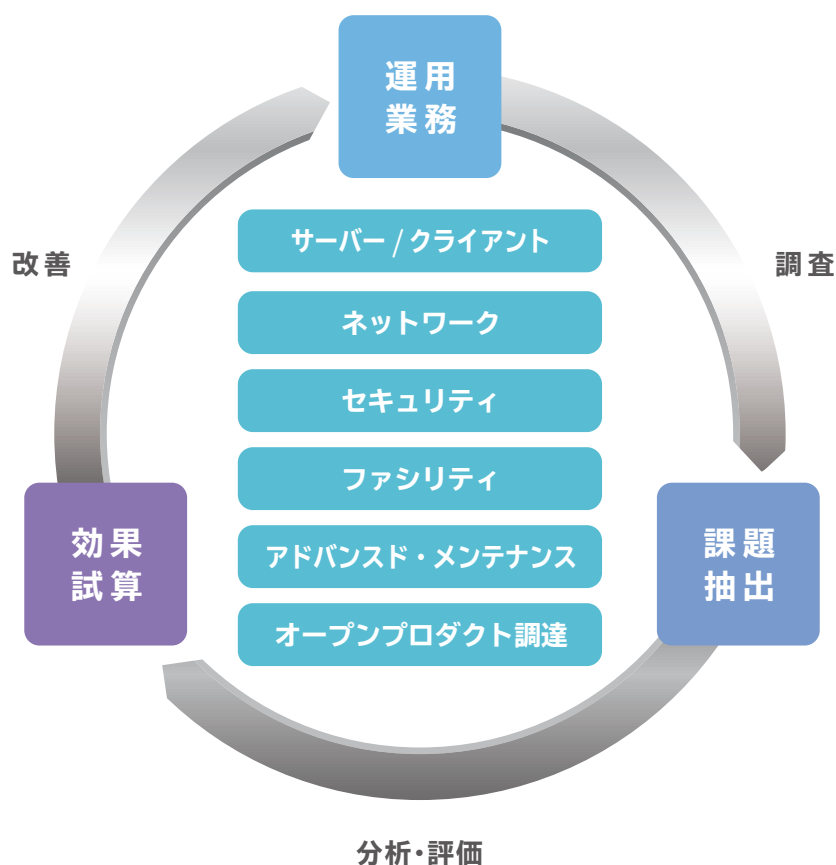 運用
業務
改善
調査
サーバー / クライアント
ネットワーク
セキュリティ
ファシリティ
アドバンスド・メンテナンス
オープンプロダクト調達
効果
試算
課題
抽出
分析・評価